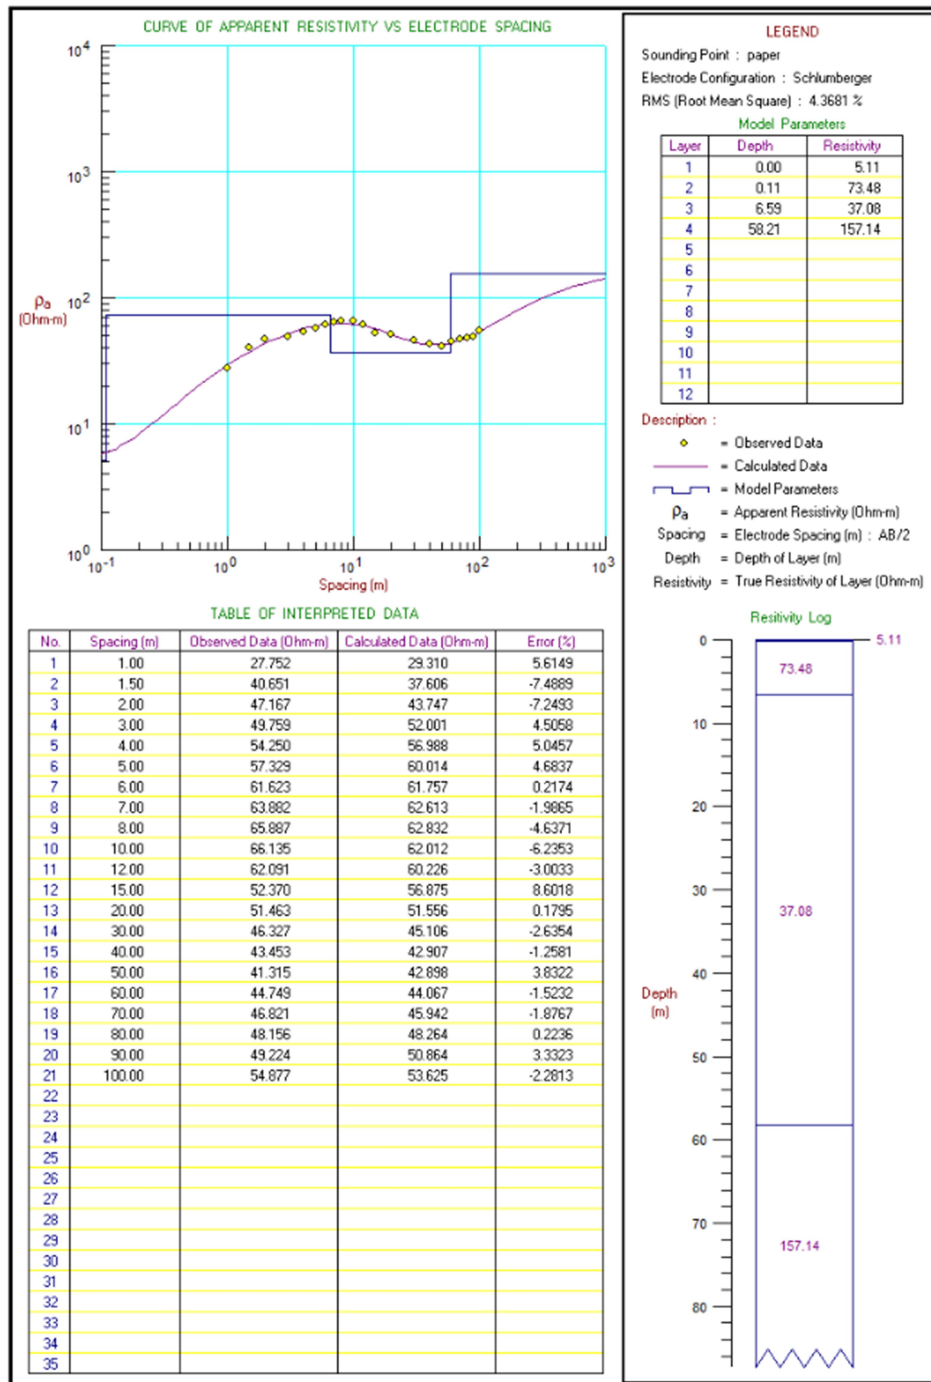 CURVE OF APPARENT RESISTIVITY VS ELECTRODE SPACING
10^4
10^3
10^2
10^1
10^0
ρa
(Ohm-m)
10^-1 10^0 10^1 10^2 10^3
Spacing (m)
LEGEND
Sounding Point : paper
Electrode Configuration : Schlumberger
RMS (Root Mean Square) : 4.3681 %
Model Parameters
Layer Depth Resistivity
1 0.00 5.11
2 0.11 73.48
3 6.59 37.08
4 58.21 157.14
5
6
7
8
9
10
11
12
Description :
= Observed Data
= Calculated Data
= Model Parameters
ρa = Apparent Resistivity (Ohm-m)
Spacing = Electrode Spacing (m) : AB/2
Depth = Depth of Layer (m)
Resistivity = True Resistivity of Layer (Ohm-m)
TABLE OF INTERPRETED DATA
No. Spacing (m) Observed Data (Ohm-m) Calculated Data (Ohm-m) Error (%)
1 1.00 27.752 29.310 5.6149
2 1.50 40.651 37.606 -7.4889
3 2.00 47.167 43.747 -7.2493
4 3.00 49.759 52.001 4.5058
5 4.00 54.250 56.988 5.0457
6 5.00 57.329 60.014 4.6837
7 6.00 61.623 61.757 0.2174
8 7.00 63.882 62.613 -1.9865
9 8.00 65.887 62.832 -4.6371
10 10.00 66.135 62.012 -6.2353
11 12.00 62.091 60.226 -3.0033
12 15.00 52.370 56.875 8.6018
13 20.00 51.463 51.556 0.1795
14 30.00 46.327 45.106 -2.6354
15 40.00 43.453 42.907 -1.2581
16 50.00 41.315 42.898 3.8322
17 60.00 44.749 44.067 -1.5232
18 70.00 46.821 45.942 -1.8767
19 80.00 48.156 48.264 0.2236
20 90.00 49.224 50.864 3.3323
21 100.00 54.877 53.625 -2.2813
22
23
24
25
26
27
28
29
30
31
32
33
34
35
Resitivity Log
0 5.11
73.48
10
20
30
37.08
40
Depth
(m)
50
60
70
157.14
80